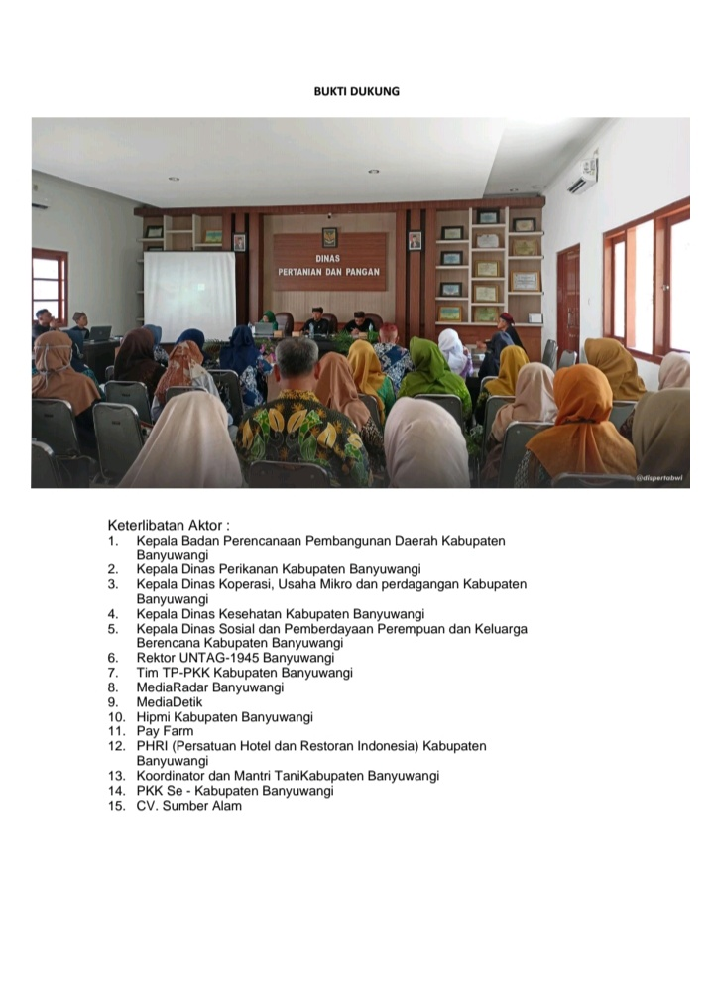 BUKTI DUKUNG
DINAS
PERTANIAN DAN PANGAN
@dispertabwi
Keterlibatan Aktor :
1. Kepala Badan Perencanaan Pembangunan Daerah Kabupaten
Banyuwangi
2. Kepala Dinas Perikanan Kabupaten Banyuwangi
3. Kepala Dinas Koperasi, Usaha Mikro dan perdagangan Kabupaten
Banyuwangi
4. Kepala Dinas Kesehatan Kabupaten Banyuwangi
5. Kepala Dinas Sosial dan Pemberdayaan Perempuan dan Keluarga
Berencana Kabupaten Banyuwangi
6. Rektor UNTAG-1945 Banyuwangi
7. Tim TP-PKK Kabupaten Banyuwangi
8. MediaRadar Banyuwangi
9. MediaDetik
10. Hipmi Kabupaten Banyuwangi
11. Pay Farm
12. PHRI (Persatuan Hotel dan Restoran Indonesia) Kabupaten
Banyuwangi
13. Koordinator dan Mantri TaniKabupaten Banyuwangi
14. PKK Se - Kabupaten Banyuwangi
15. CV. Sumber Alam